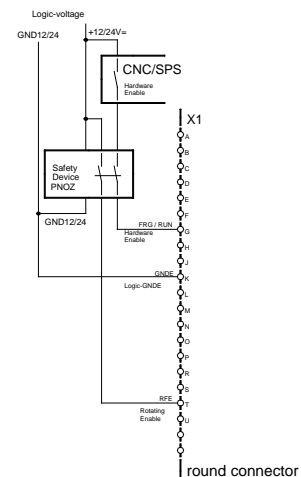 Logic-voltage
GND12/24
+12/24V=
CNC/SPS
Hardware
Enable
X1
A
B
C
D
E
F
G
H
J
K
L
M
N
O
P
R
S
T
U
Safety
Device
PNOZ
GND12/24
FRG / RUN
Hardware
Enable
GNDE
Logic-GNDE
RFE
Rotating
Enable
round connector